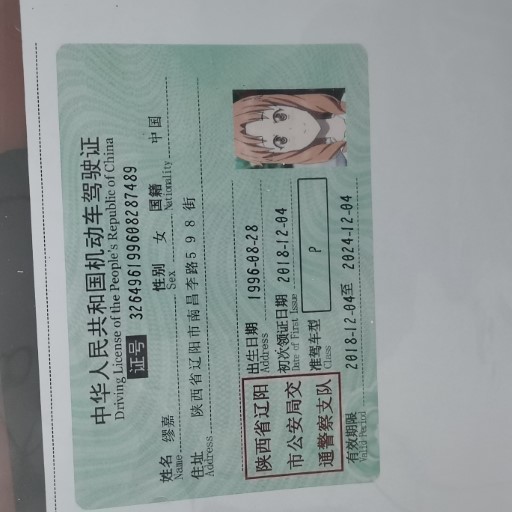 中华人民共和国机动车驾驶证
Driving License of the People's Republic of China
证号 326496199608287489
姓名 缪嘉 性别 女 国籍 中国
Name Sex Nationality
住址 陕西省辽阳市南昌李路598街
Address
出生日期 1996-08-28
Address
初次领证日期 2018-12-04
Date of First Issue
准驾车型 P
Class
陕西省辽阳
市公安局交
通警察支队
有效期限 2018-12-04至 2024-12-04
Valid Period